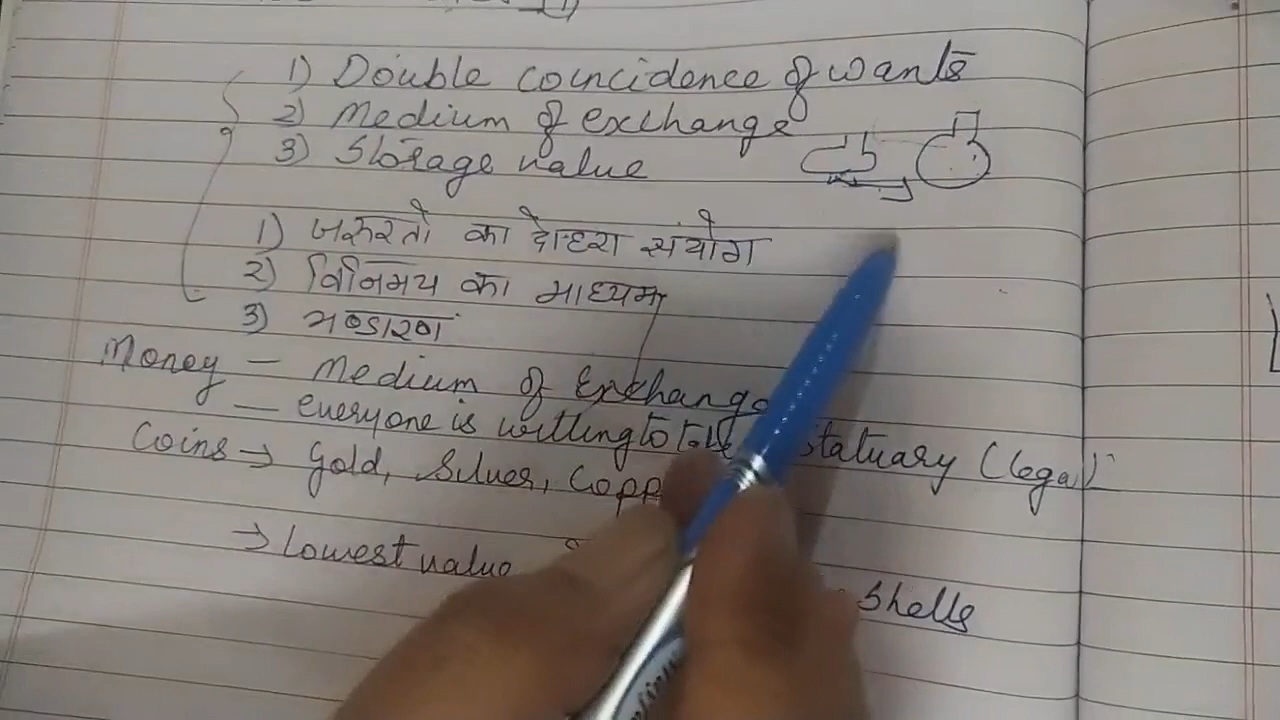 1) Double coincidence of wants
2) Medium of exchange
3) Storage value
1) जरूरतो का दोहरा संयोग
2) विनिमय का माध्यम
3) भण्डारण
Money — Medium of Exchange
— everyone is willing to statuary (legal)
Coins → Gold, Silver, Copp
→ Lowest value Shells